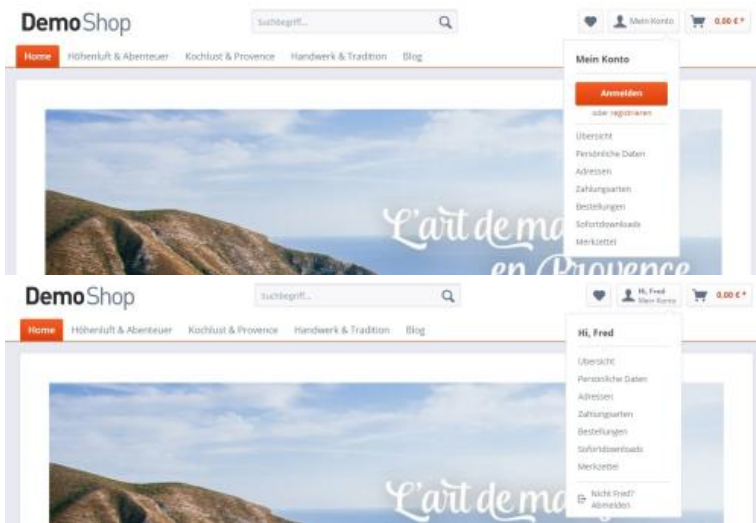 DemoShop
Suchbegriff...
Mein Konto
0,00 € *
Home Höhenluft & Abenteuer Kochlust & Provence Handwerk & Tradition Blog
Mein Konto
Anmelden
oder registrieren
Übersicht
Persönliche Daten
Adressen
Zahlungsarten
Bestellungen
Sofortdownloads
Merkzettel
L'art de ma
en Provence
DemoShop
Suchbegriff...
Hi, Fred
Mein Konto
0,00 € *
Home Höhenluft & Abenteuer Kochlust & Provence Handwerk & Tradition Blog
Hi, Fred
Übersicht
Persönliche Daten
Adressen
Zahlungsarten
Bestellungen
Sofortdownloads
Merkzettel
Nicht Fred?
Abmelden
L'art de ma